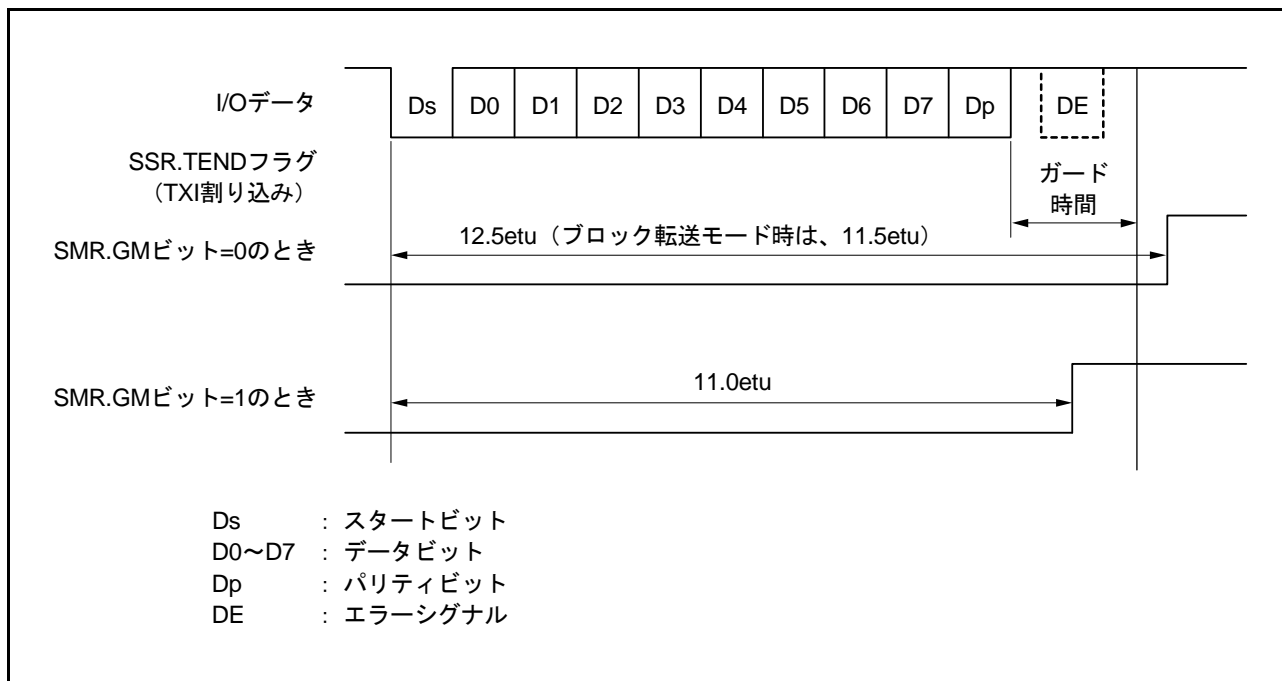 I/Oデータ
Ds D0 D1 D2 D3 D4 D5 D6 D7 Dp DE
SSR.TENDフラグ
（TXI割り込み）
ガード
時間
SMR.GMビット=0のとき
12.5etu（ブロック転送モード時は、11.5etu）
SMR.GMビット=1のとき
11.0etu
Ds : スタートビット
D0～D7 : データビット
Dp : パリティビット
DE : エラーシグナル